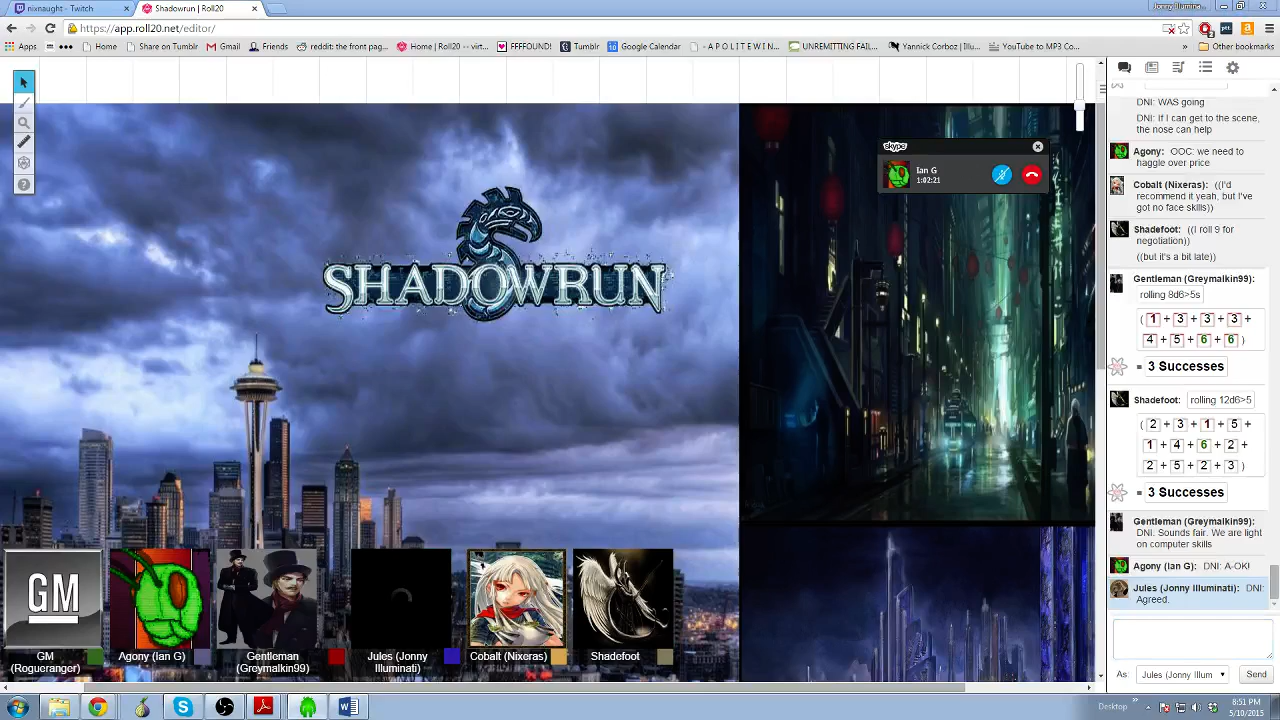 nixnaught - Twitch
Shadowrun | Roll20
Jonny Illumine...
https://app.roll20.net/editor/
Apps
Home
Share on Tumblr
Gmail
Friends
reddit: the front pag...
Home | Roll20 -- virt...
FFFFOUND!
Tumblr
Google Calendar
- A P O L I T E W I N...
UNREMITTING FAIL...
Yannick Corboz | Illu...
YouTube to MP3 Co...
»
Other bookmarks
DNI: WAS going
DNI: If I can get to the scene,
the nose can help
Agony: OOC: we need to
haggle over price
Cobalt (Nixeras): ((I'd
recommend it yeah, but I've
got no face skills))
Shadefoot: ((I roll 9 for
negotiation))
((but it's a bit late))
Gentleman (Greymalkin99):
rolling 8d6>5s
( 1 + 3 + 3 + 3 +
4 + 5 + 6 + 6 )
= 3 Successes
Shadefoot: rolling 12d6>5
( 2 + 3 + 1 + 5 +
1 + 4 + 6 + 2 +
2 + 5 + 2 + 3 )
= 3 Successes
Gentleman (Greymalkin99):
DNI. Sounds fair. We are light
on computer skills
Agony (Ian G): DNI: A-OK!
Jules (Jonny Illuminati): DNI:
Agreed
As: Jules (Jonny Illum
Send
skype
Ian G
1:02:21
SHADOWRUN
GM
GM
(Rogueranger)
Agony (Ian G)
Gentleman
(Greymalkin99)
Jules (Jonny
Illuminati)
Cobalt (Nixeras)
Shadefoot
Desktop
»
8:51 PM
5/10/2015